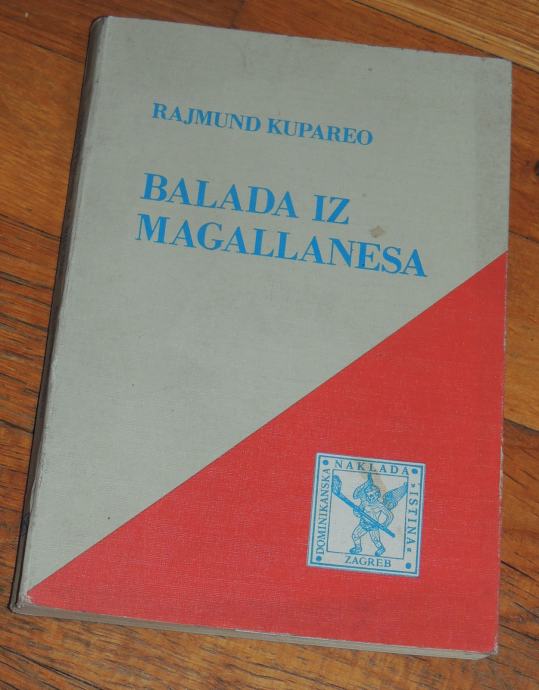 RAJMUND KUPAREO
BALADA IZ
MAGALLANESA
DOMINIKANSKA
NAKLADA
»ISTINA«
ZAGREB